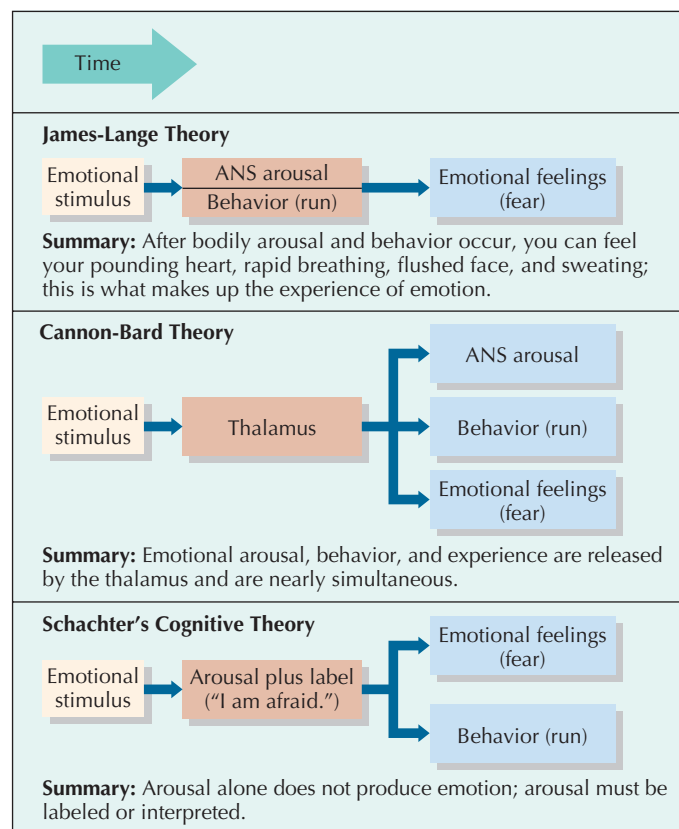 Time
James-Lange Theory
Emotional
stimulus
ANS arousal
Behavior (run)
Emotional feelings
(fear)
Summary: After bodily arousal and behavior occur, you can feel
your pounding heart, rapid breathing, flushed face, and sweating;
this is what makes up the experience of emotion.
Cannon-Bard Theory
Emotional
stimulus
Thalamus
ANS arousal
Behavior (run)
Emotional feelings
(fear)
Summary: Emotional arousal, behavior, and experience are released
by the thalamus and are nearly simultaneous.
Schachter’s Cognitive Theory
Emotional
stimulus
Arousal plus label
(“I am afraid.”)
Emotional feelings
(fear)
Behavior (run)
Summary: Arousal alone does not produce emotion; arousal must be
labeled or interpreted.